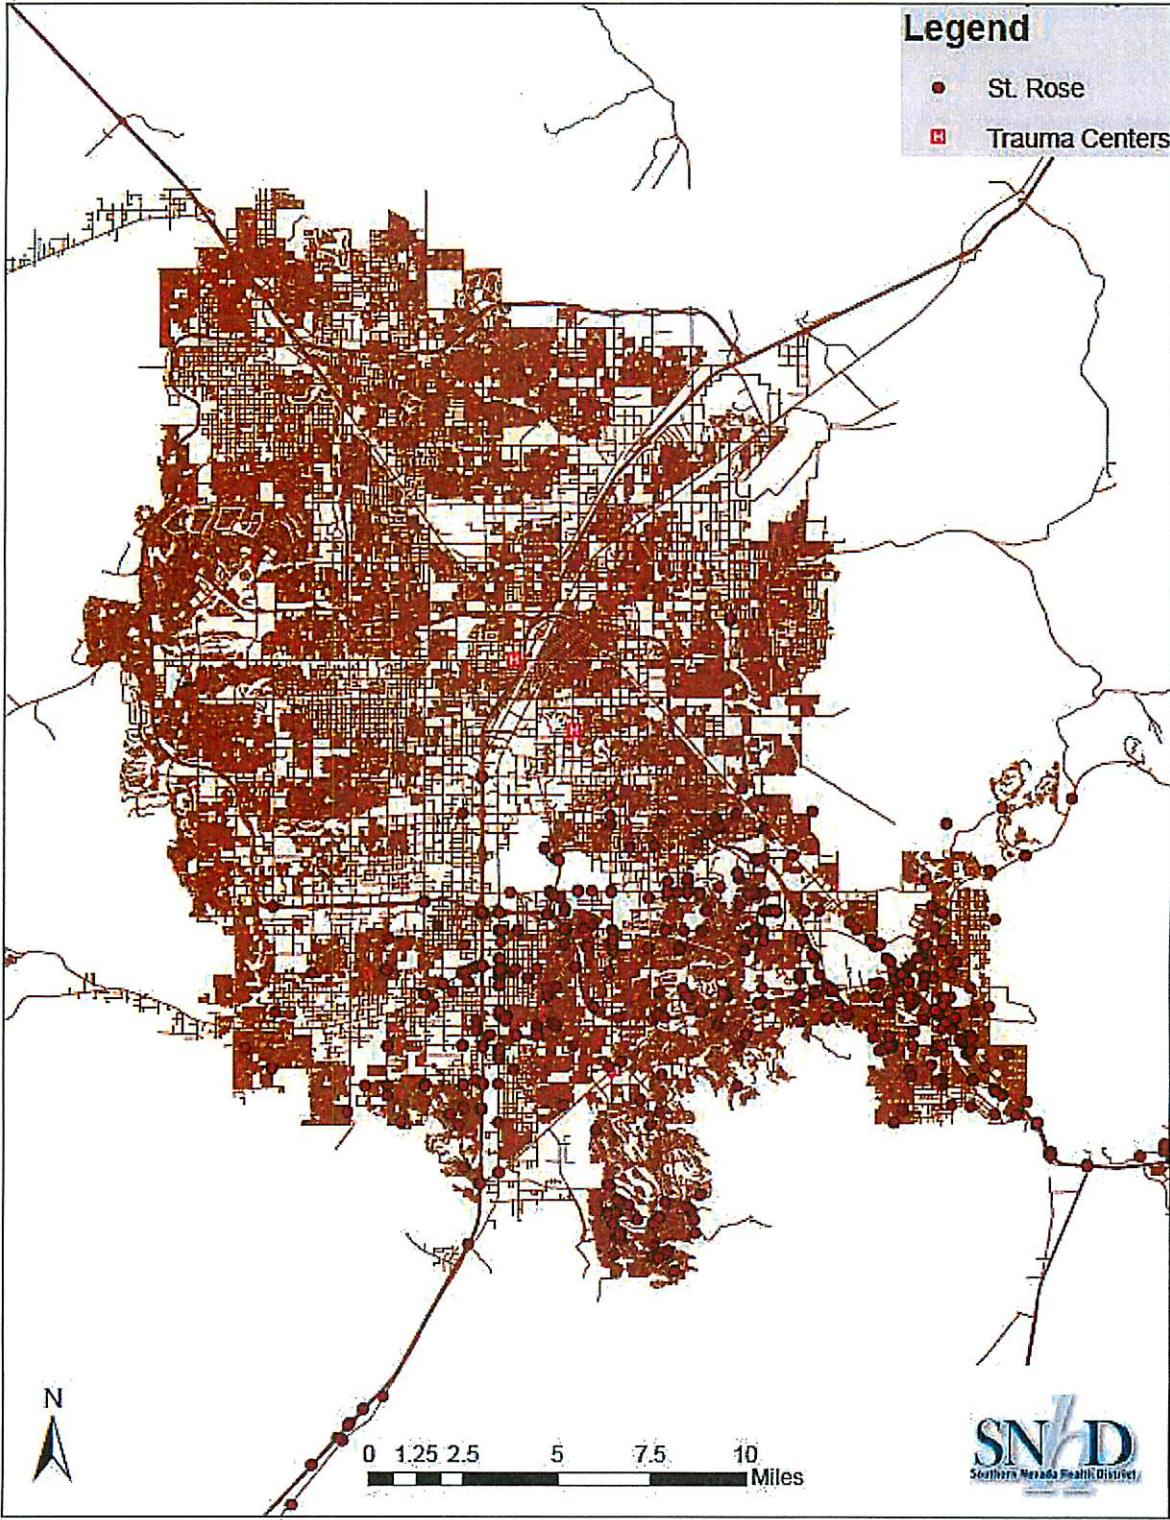 Legend
St. Rose
H Trauma Centers
H
H
N
0 1.25 2.5 5 7.5 10
Miles
SNhD
Southern Nevada Health District